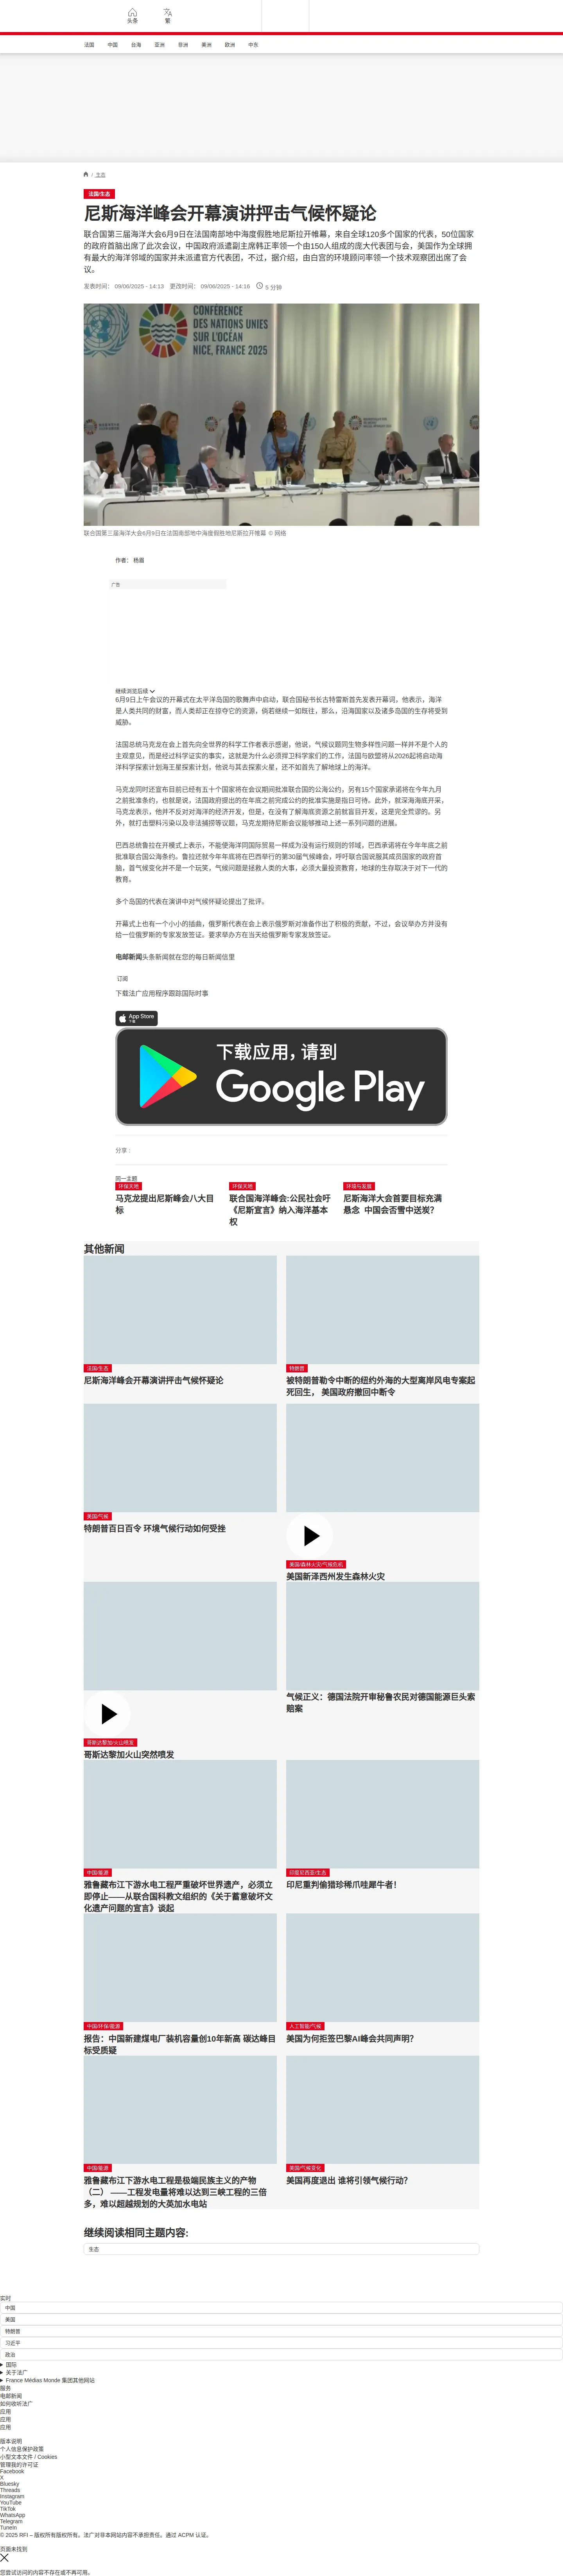 头条
繁
法国
中国
台海
亚洲
非洲
美洲
欧洲
中东
/ 生态
法国/生态
尼斯海洋峰会开幕演讲抨击气候怀疑论
联合国第三届海洋大会6月9日在法国南部地中海度假胜地尼斯拉开帷幕，来自全球120多个国家的代表，50位国家
的政府首脑出席了此次会议，中国政府派遣副主席韩正率领一个由150人组成的庞大代表团与会，美国作为全球拥
有最大的海洋邻域的国家并未派遣官方代表团，不过，据介绍，由白宫的环境顾问率领一个技术观察团出席了会
议。
发表时间： 09/06/2025 - 14:13 更改时间： 09/06/2025 - 14:16 5 分钟
CONFÉRENCE
DES NATIONS UNIES
SUR L'OCÉAN
NICE, FRANCE 2025
联合国第三届海洋大会6月9日在法国南部地中海度假胜地尼斯拉开帷幕 © 网络
作者： 杨眉
广告
继续浏览后续
6月9日上午会议的开幕式在太平洋岛国的歌舞声中启动，联合国秘书长古特雷斯首先发表开幕词，他表示，海洋
是人类共同的财富，而人类却正在掠夺它的资源，倘若继续一如既往，那么，沿海国家以及诸多岛国的生存将受到
威胁。
法国总统马克龙在会上首先向全世界的科学工作者表示感谢，他说，气候议题同生物多样性问题一样并不是个人的
主观意见，而是经过科学证实的事实，这就是为什么必须捍卫科学家们的工作，法国与欧盟将从2026起将启动海
洋科学探索计划海王星探索计划，他说与其去探索火星，还不如首先了解地球上的海洋。
马克龙同时还宣布目前已经有五十个国家将在会议期间批准联合国的公海公约，另有15个国家承诺将在今年九月
之前批准条约，也就是说，法国政府提出的在年底之前完成公约的批准实施是指日可待。此外，就深海海底开采，
马克龙表示，他并不反对对海洋的经济开发，但是，在没有了解海底资源之前就盲目开发，这是完全荒谬的。另
外，就打击塑料污染以及非法捕捞等议题，马克龙期待尼斯会议能够推动上述一系列问题的进展。
巴西总统鲁拉在开模式上表示，不能使海洋同国际贸易一样成为没有运行规则的邻域，巴西承诺将在今年年底之前
批准联合国公海条约。鲁拉还就今年年底将在巴西举行的第30届气候峰会，呼吁联合国说服其成员国家的政府首
脑，首气候变化并不是一个玩笑，气候问题是拯救人类的大事，必须大量投资教育，地球的生存取决于对下一代的
教育。
多个岛国的代表在演讲中对气候怀疑论提出了批评。
开幕式上也有一个小小的插曲，俄罗斯代表在会上表示俄罗斯对准备作出了积极的贡献，不过，会议举办方并没有
给一位俄罗斯的专家发放签证。要求举办方在当天给俄罗斯专家发放签证。
电邮新闻头条新闻就在您的每日新闻信里
订阅
下载法广应用程序跟踪国际时事
App Store
下载
下载应用，请到
Google Play
分享 :
同一主题
环保天地
马克龙提出尼斯峰会八大目
标
环保天地
联合国海洋峰会:公民社会吁
《尼斯宣言》纳入海洋基本
权
环境与发展
尼斯海洋大会首要目标充满
悬念 中国会否雪中送炭？
其他新闻
法国/生态
尼斯海洋峰会开幕演讲抨击气候怀疑论
特朗普
被特朗普勒令中断的纽约外海的大型离岸风电专案起
死回生， 美国政府撤回中断令
美国/气候
特朗普百日百令 环境气候行动如何受挫
美国/森林火灾/气候危机
美国新泽西州发生森林火灾
哥斯达黎加/火山喷发
哥斯达黎加火山突然喷发
气候正义：德国法院开审秘鲁农民对德国能源巨头索
赔案
中国/能源
雅鲁藏布江下游水电工程严重破坏世界遗产，必须立
即停止——从联合国科教文组织的《关于蓄意破坏文
化遗产问题的宣言》谈起
印度尼西亚/生态
印尼重判偷猎珍稀爪哇犀牛者！
中国/环保/能源
报告：中国新建煤电厂装机容量创10年新高 碳达峰目
标受质疑
人工智能/气候
美国为何拒签巴黎AI峰会共同声明？
中国/能源
雅鲁藏布江下游水电工程是极端民族主义的产物
（二） ——工程发电量将难以达到三峡工程的三倍
多，难以超越规划的大英加水电站
美国/气候变化
美国再度退出 谁将引领气候行动？
继续阅读相同主题内容:
生态
实时
中国
美国
特朗普
习近平
政治
国际
关于法广
France Médias Monde 集团其他网站
服务
电邮新闻
如何收听法广
应用
应用
应用
版本说明
个人信息保护政策
小型文本文件 / Cookies
管理我的许可证
Facebook
X
Bluesky
Threads
Instagram
YouTube
TikTok
WhatsApp
Telegram
TuneIn
© 2025 RFI – 版权所有版权所有。法广对非本网站内容不承担责任。通过 ACPM 认证。
页面未找到
您尝试访问的内容不存在或不再可用。